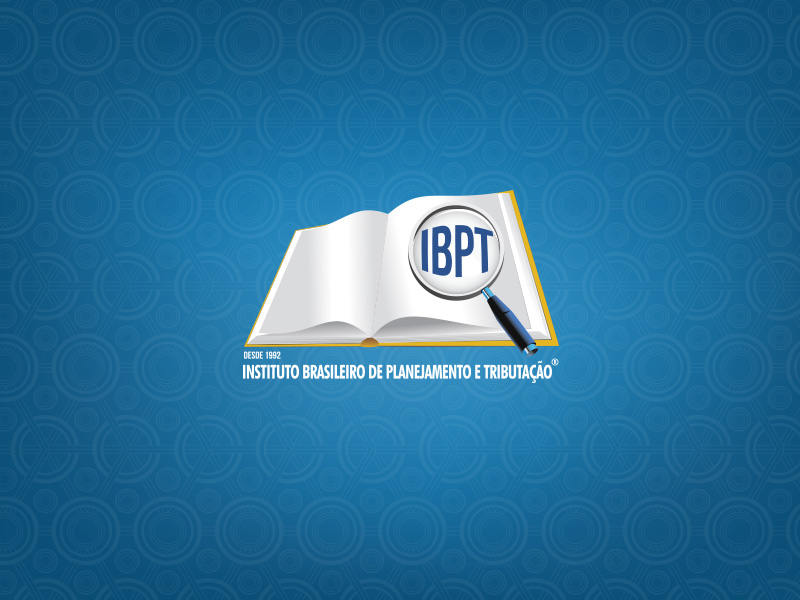 IBPT
DESDE 1992
INSTITUTO BRASILEIRO DE PLANEJAMENTO E TRIBUTAÇÃO®